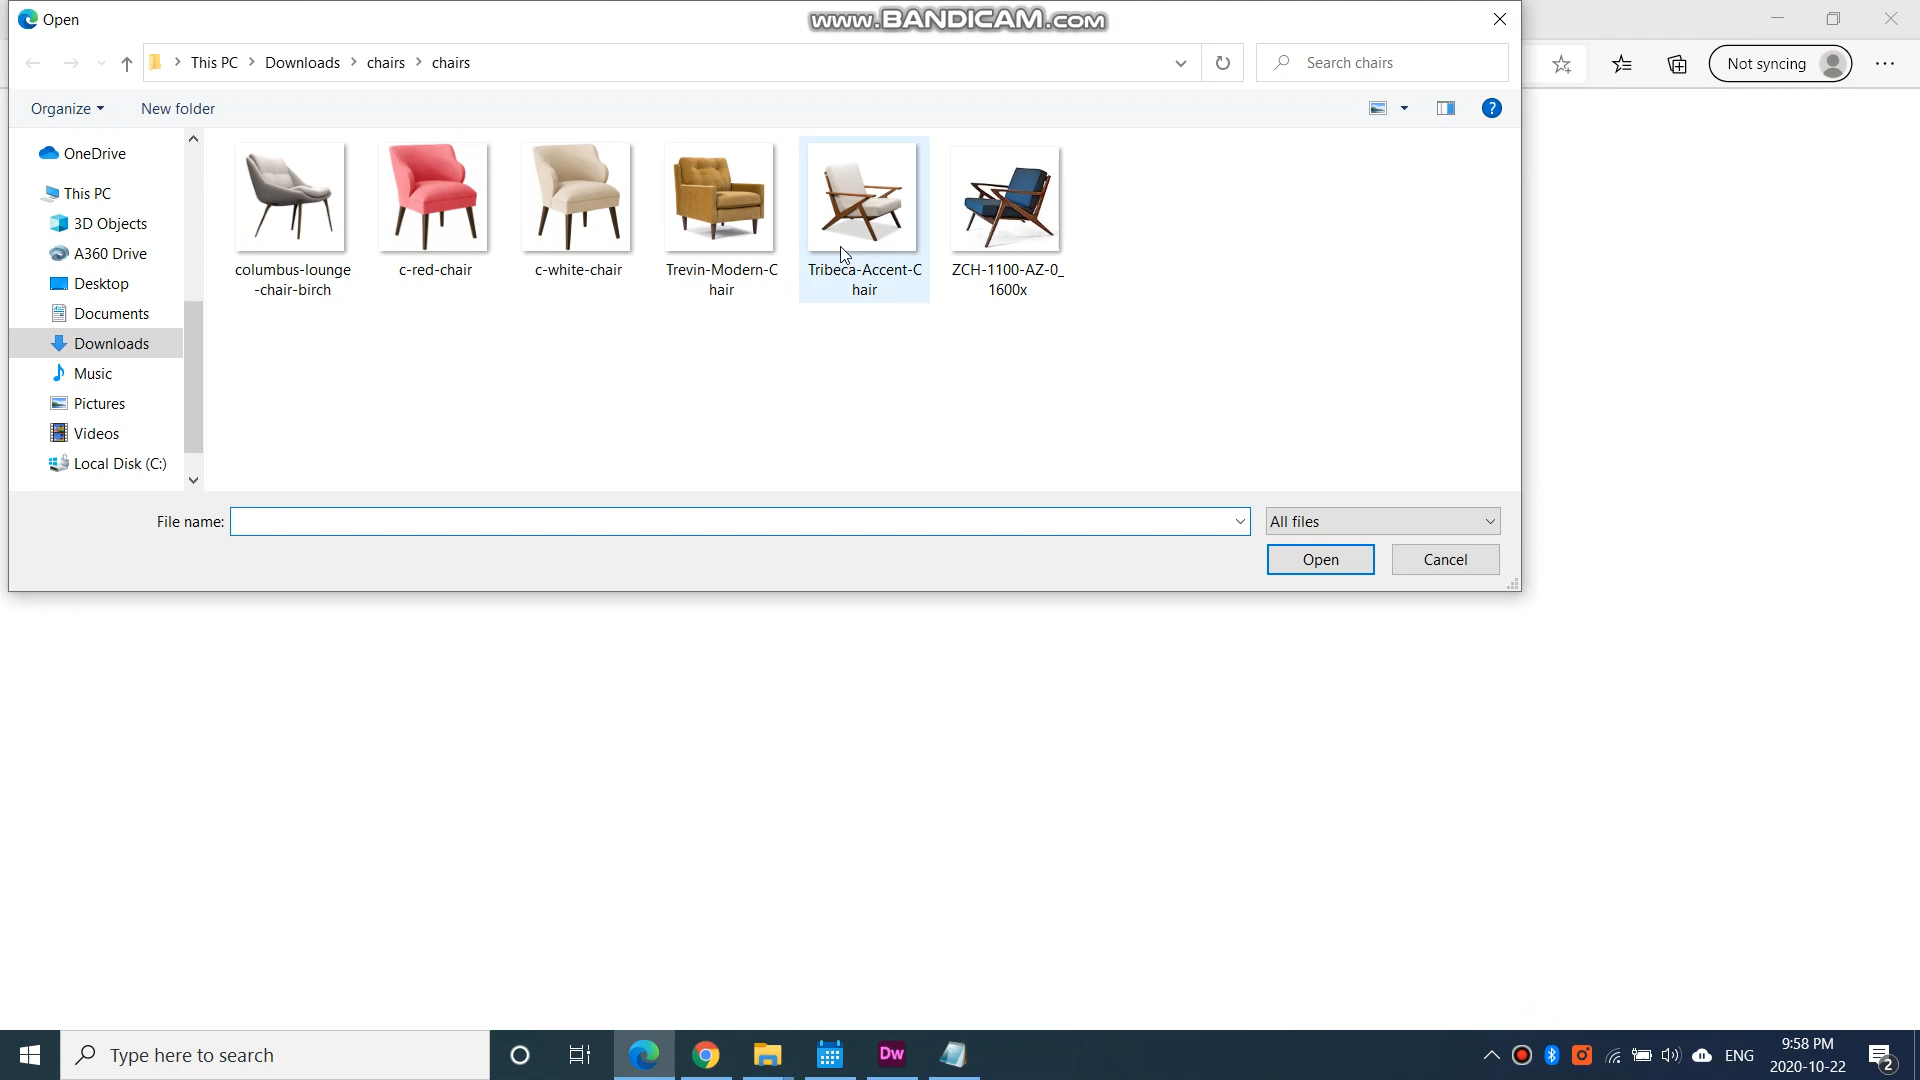 Open
www.BANDICAM.com
This PC
Downloads
chairs
chairs
Search chairs
Not syncing
Organize
New folder
?
OneDrive
This PC
3D Objects
A360 Drive
Desktop
Documents
Downloads
Music
Pictures
Videos
Local Disk (C:)
columbus-lounge
-chair-birch
c-red-chair
c-white-chair
Trevin-Modern-C
hair
Tribeca-Accent-C
hair
ZCH-1100-AZ-0_
1600x
File name:
All files
Open
Cancel
Type here to search
Dw
ENG
9:58 PM
2020-10-22
2